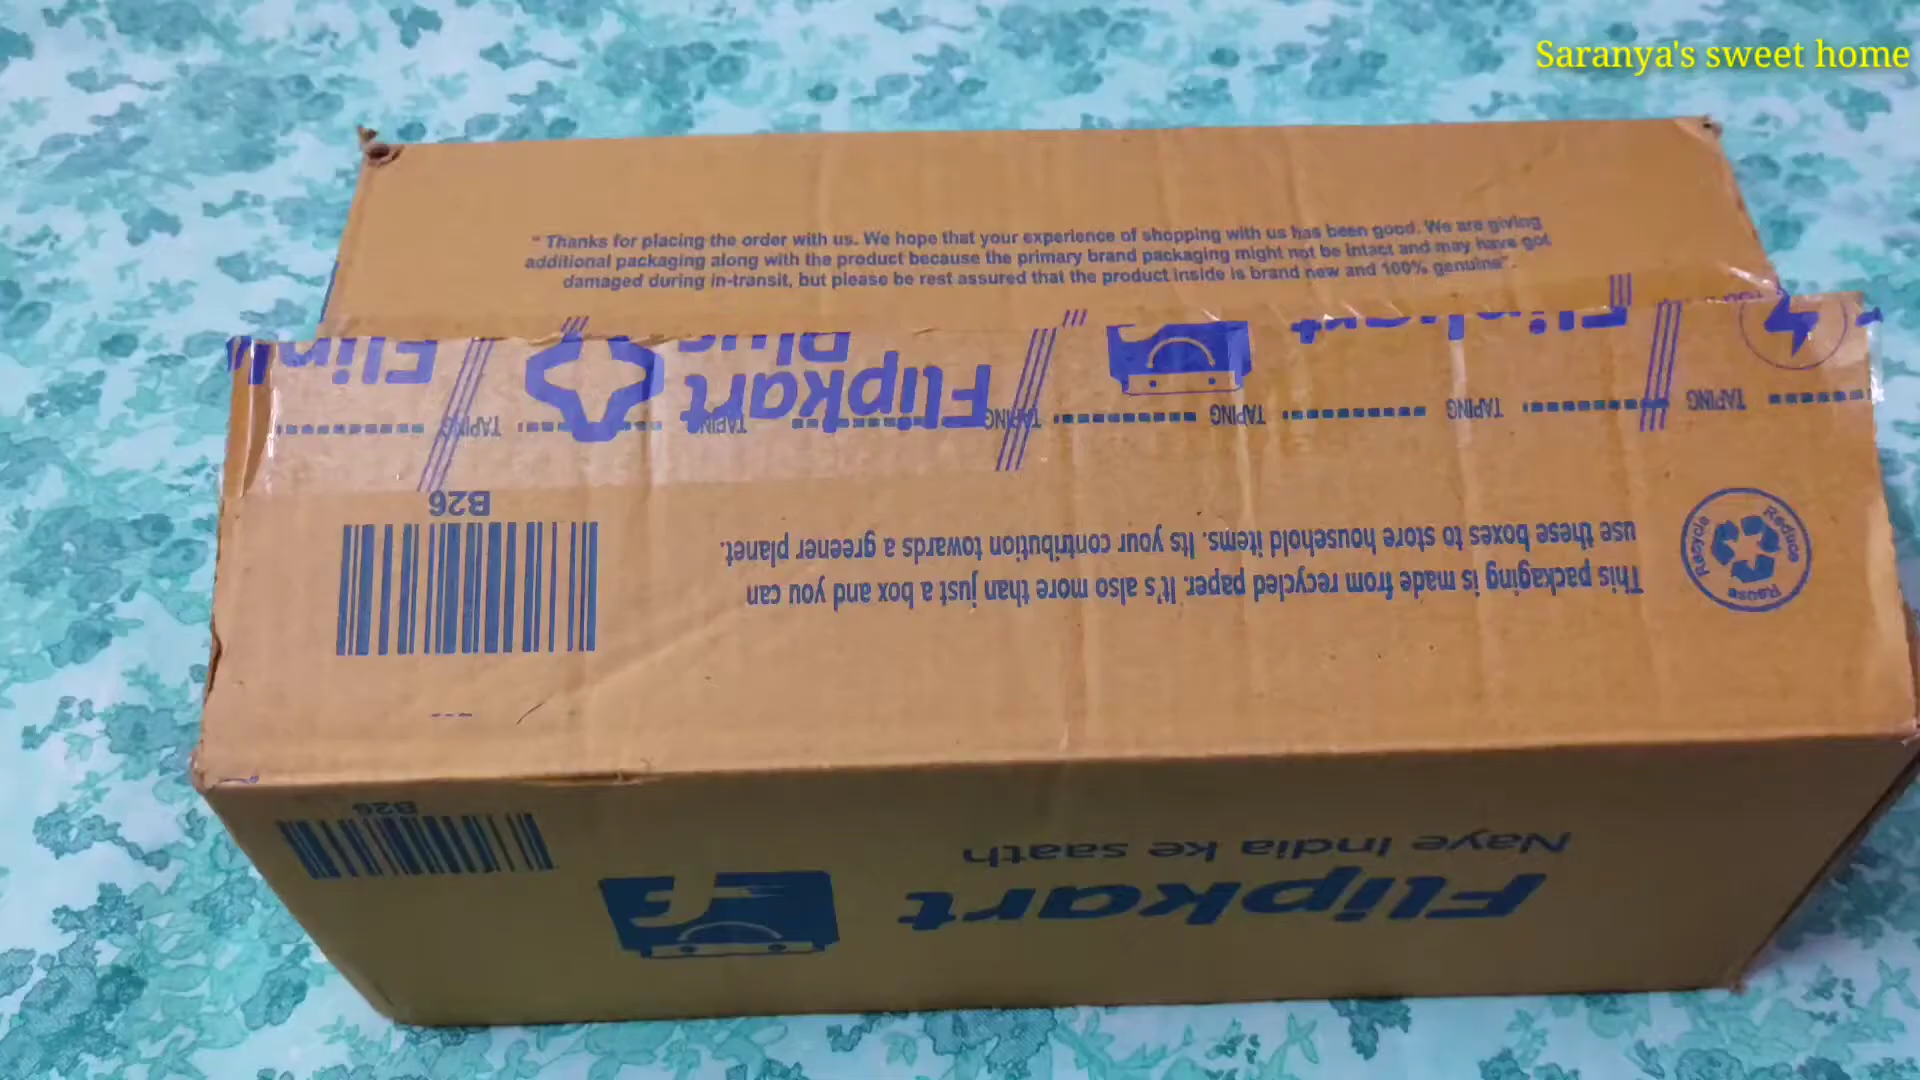 Saranya's sweet home
" Thanks for placing the order with us. We hope that your experience of shopping with us has been good. We are giving
additional packaging along with the product because the primary brand packaging might not be intact and may have got
damaged during in-transit, but please be rest assured that the product inside is brand new and 100% genuine".
Flipkart
Plus
Flipkart
TAPING TAPING TAPING TAPING TAPING TAPING
B26
This packaging is made from recycled paper. It's also more than just a box and you can
use these boxes to store household items. Its your contribution towards a greener planet.
Reduce
Reuse
Recycle
B26
Flipkart
Naye India ke saath